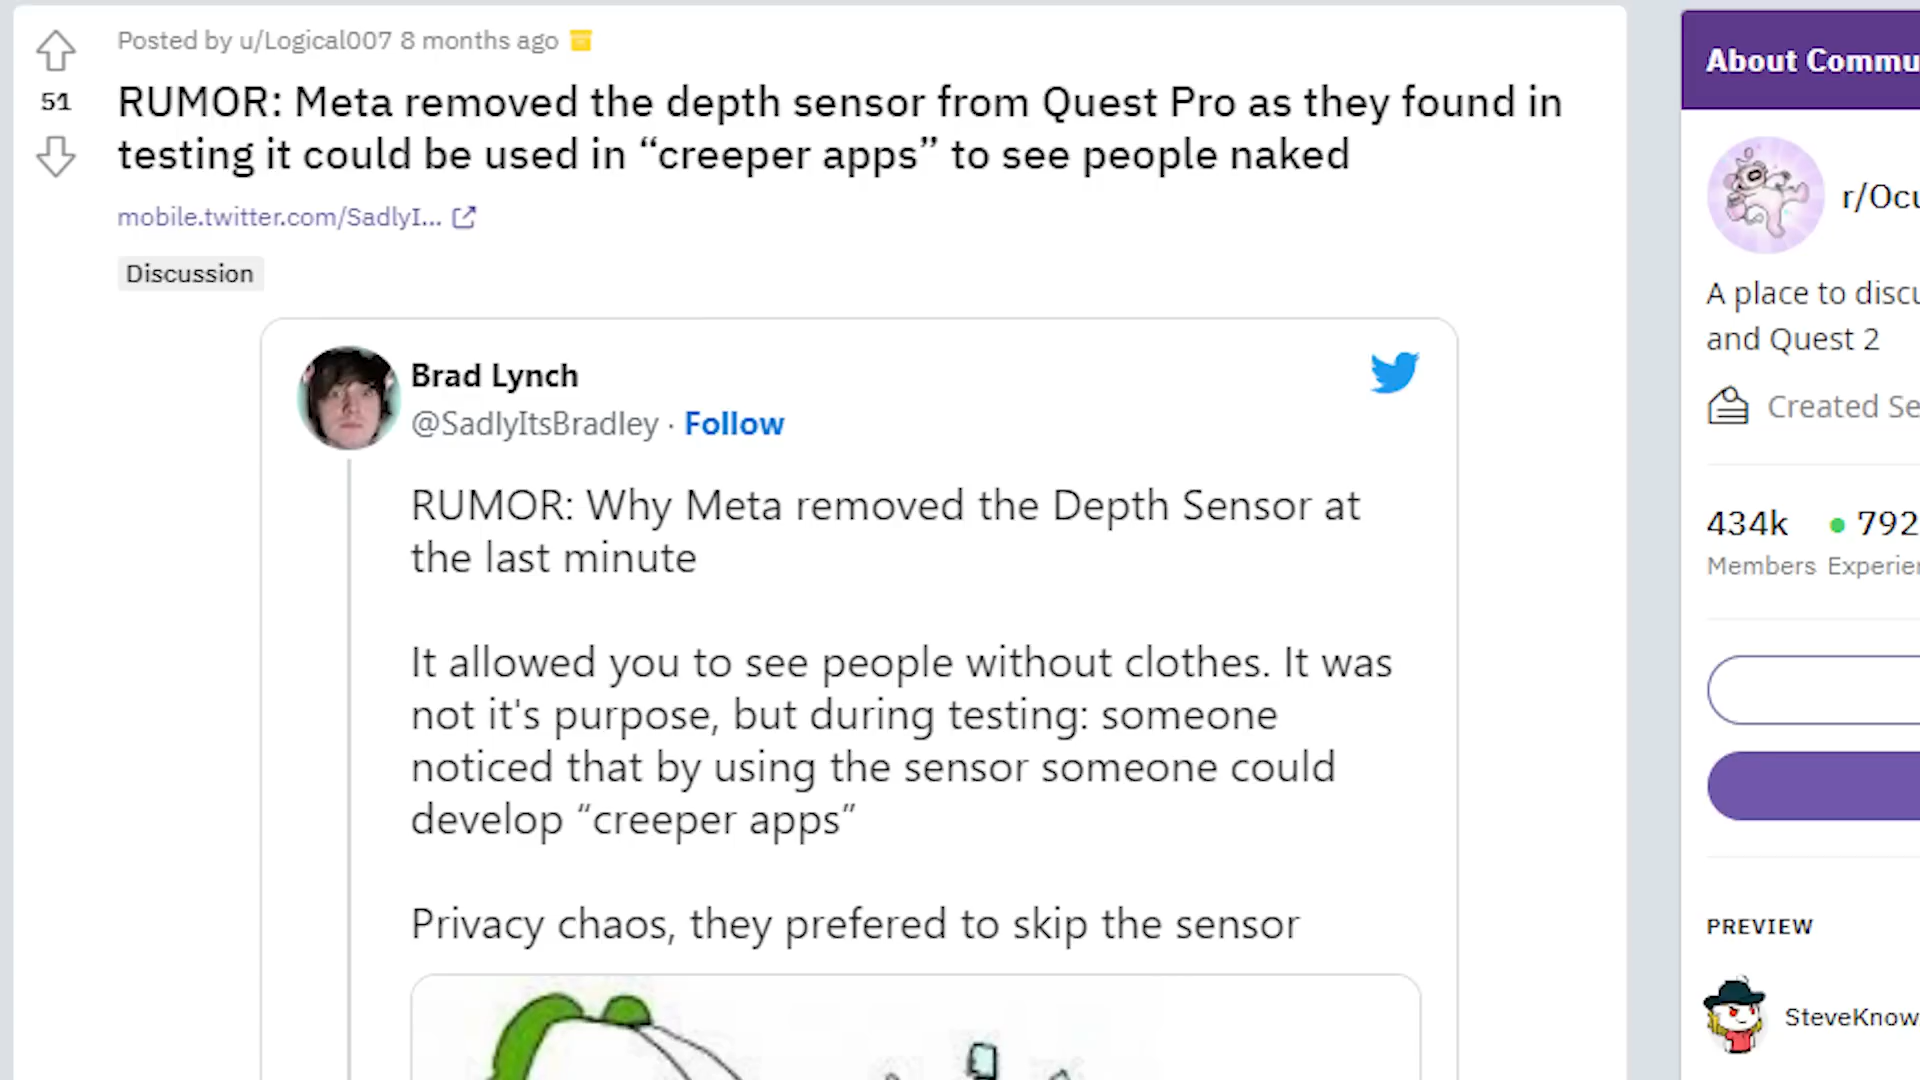 Posted by u/Logical007 8 months ago
51
RUMOR: Meta removed the depth sensor from Quest Pro as they found in
testing it could be used in “creeper apps” to see people naked
mobile.twitter.com/SadlyI...
Discussion
Brad Lynch
@SadlyItsBradley · Follow
RUMOR: Why Meta removed the Depth Sensor at
the last minute
It allowed you to see people without clothes. It was
not it's purpose, but during testing: someone
noticed that by using the sensor someone could
develop “creeper apps”
Privacy chaos, they prefered to skip the sensor
About Commu
r/Ocu
A place to discu
and Quest 2
Created Se
434k 792
Members Experien
PREVIEW
SteveKnow